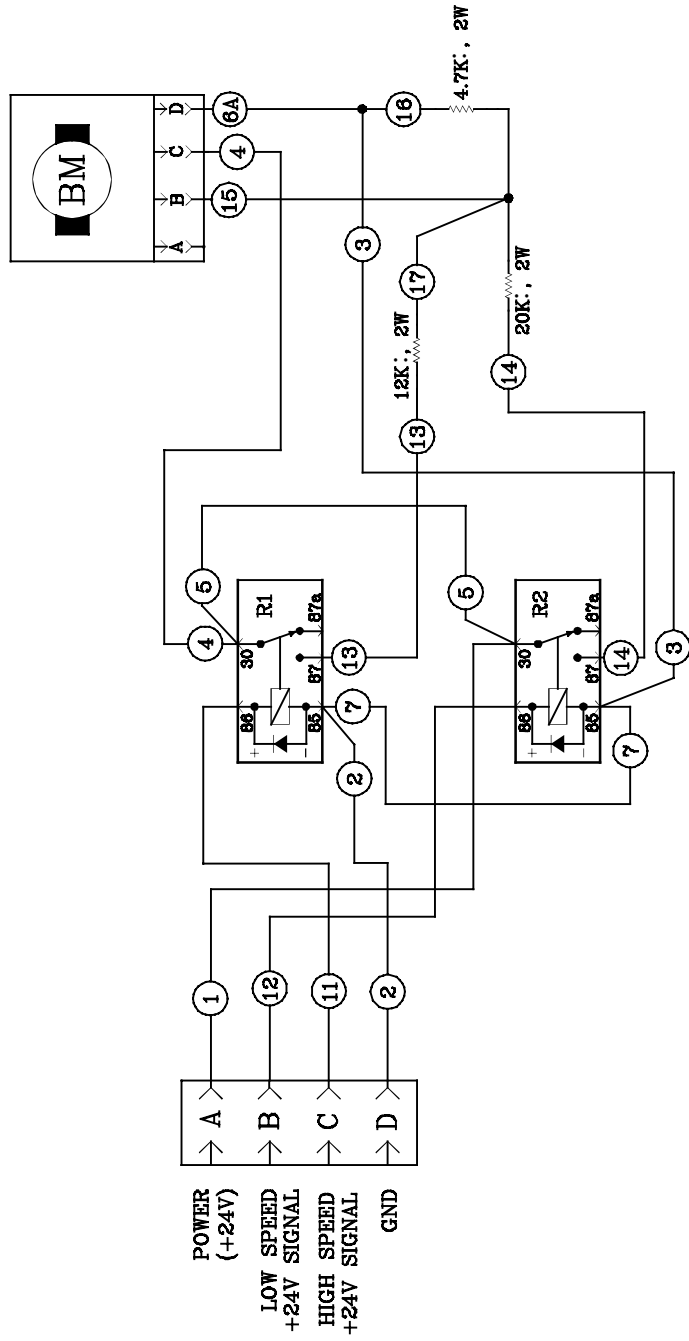 POWER
(+24V)
LOW SPEED
+24V SIGNAL
HIGH SPEED
+24V SIGNAL
GND
A
B
C
D
1
12
11
2
2
7
7
4
5
5
3
R1
86
30
85
87
87a
+
-
13
R2
86
30
85
87
87a
+
-
14
13
12K:, 2W
17
14
20K:, 2W
3
BM
A
B
C
D
15
4
6A
16
4.7K:, 2W